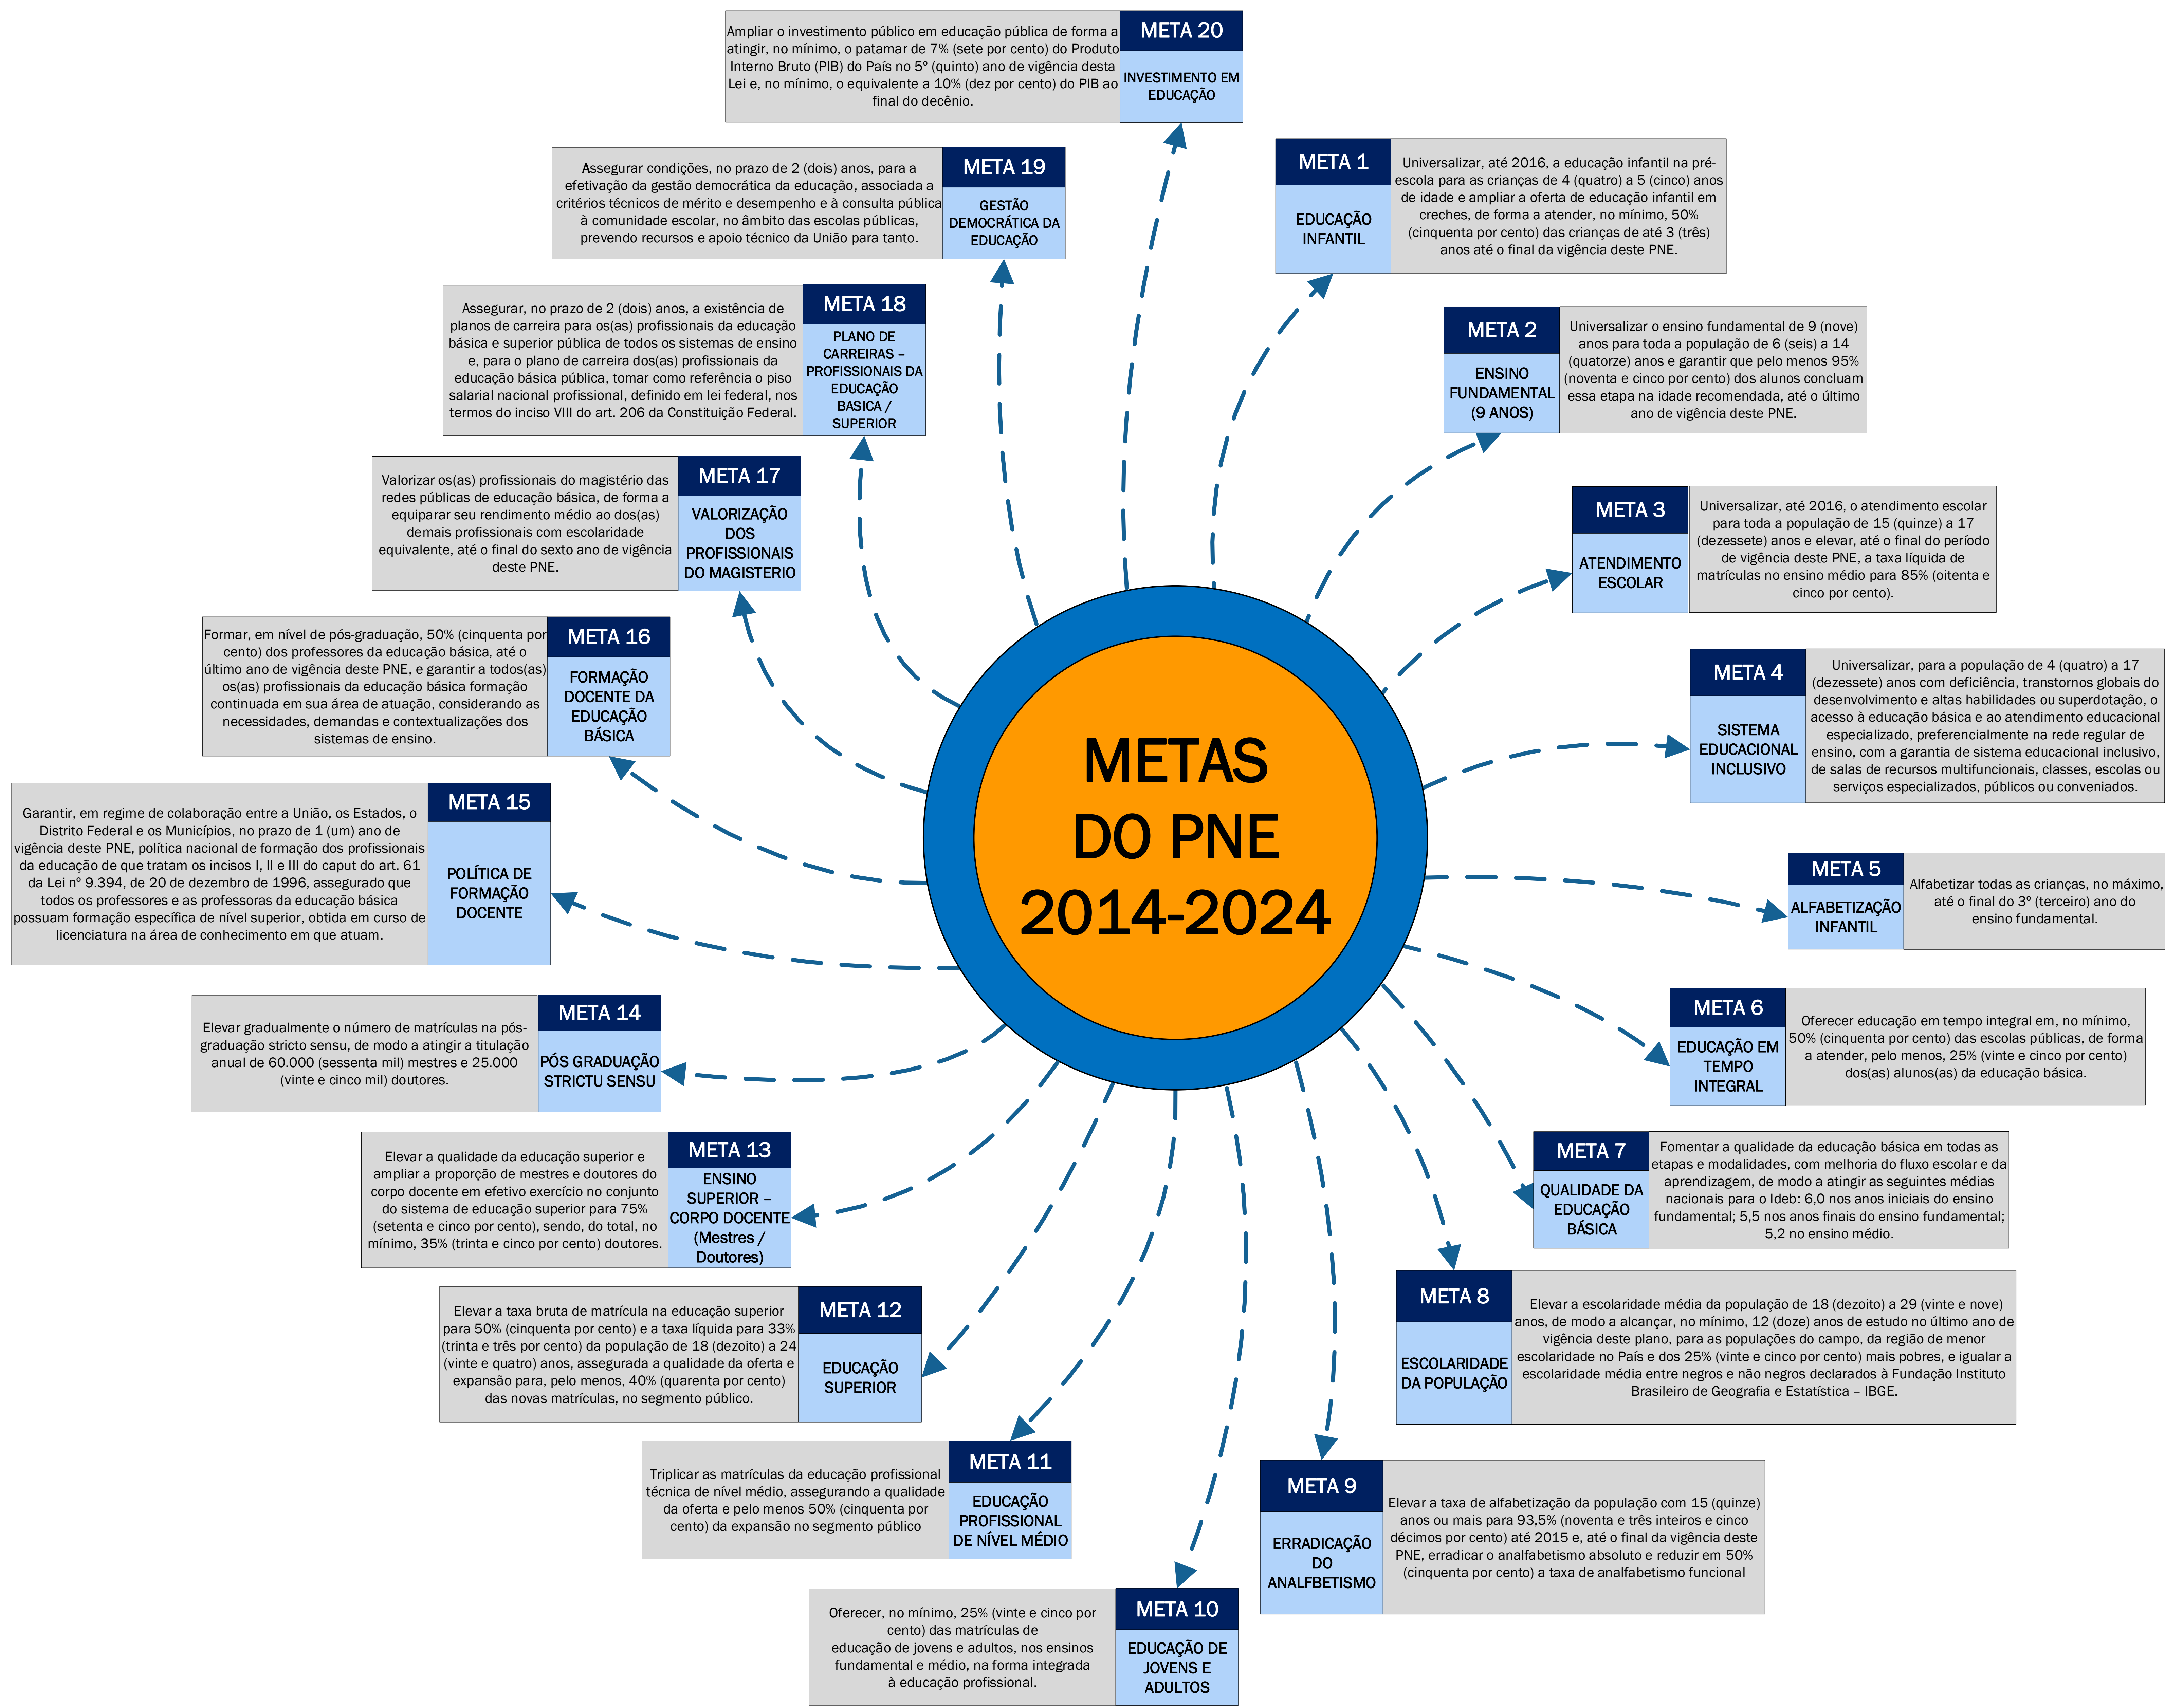 METAS
DO PNE
2014-2024
META 1
EDUCAÇÃO
INFANTIL
Universalizar, até 2016, a educação infantil na pré-
escola para as crianças de 4 (quatro) a 5 (cinco) anos
de idade e ampliar a oferta de educação infantil em
creches, de forma a atender, no mínimo, 50%
(cinquenta por cento) das crianças de até 3 (três)
anos até o final da vigência deste PNE.
META 2
ENSINO
FUNDAMENTAL
(9 ANOS)
Universalizar o ensino fundamental de 9 (nove)
anos para toda a população de 6 (seis) a 14
(quatorze) anos e garantir que pelo menos 95%
(noventa e cinco por cento) dos alunos concluam
essa etapa na idade recomendada, até o último
ano de vigência deste PNE.
META 3
ATENDIMENTO
ESCOLAR
Universalizar, até 2016, o atendimento escolar
para toda a população de 15 (quinze) a 17
(dezessete) anos e elevar, até o final do período
de vigência deste PNE, a taxa líquida de
matrículas no ensino médio para 85% (oitenta e
cinco por cento).
META 4
SISTEMA
EDUCACIONAL
INCLUSIVO
Universalizar, para a população de 4 (quatro) a 17
(dezessete) anos com deficiência, transtornos globais do
desenvolvimento e altas habilidades ou superdotação, o
acesso à educação básica e ao atendimento educacional
especializado, preferencialmente na rede regular de
ensino, com a garantia de sistema educacional inclusivo,
de salas de recursos multifuncionais, classes, escolas ou
serviços especializados, públicos ou conveniados.
META 5
ALFABETIZAÇÃO
INFANTIL
Alfabetizar todas as crianças, no máximo,
até o final do 3º (terceiro) ano do
ensino fundamental.
META 6
EDUCAÇÃO EM
TEMPO
INTEGRAL
Oferecer educação em tempo integral em, no mínimo,
50% (cinquenta por cento) das escolas públicas, de forma
a atender, pelo menos, 25% (vinte e cinco por cento)
dos(as) alunos(as) da educação básica.
META 7
QUALIDADE DA
EDUCAÇÃO
BÁSICA
Fomentar a qualidade da educação básica em todas as
etapas e modalidades, com melhoria do fluxo escolar e da
aprendizagem, de modo a atingir as seguintes médias
nacionais para o Ideb: 6,0 nos anos iniciais do ensino
fundamental; 5,5 nos anos finais do ensino fundamental;
5,2 no ensino médio.
META 8
ESCOLARIDADE
DA POPULAÇÃO
Elevar a escolaridade média da população de 18 (dezoito) a 29 (vinte e nove)
anos, de modo a alcançar, no mínimo, 12 (doze) anos de estudo no último ano de
vigência deste plano, para as populações do campo, da região de menor
escolaridade no País e dos 25% (vinte e cinco por cento) mais pobres, e igualar a
escolaridade média entre negros e não negros declarados à Fundação Instituto
Brasileiro de Geografia e Estatística – IBGE.
META 9
ERRADICAÇÃO
DO
ANALFBETISMO
Elevar a taxa de alfabetização da população com 15 (quinze)
anos ou mais para 93,5% (noventa e três inteiros e cinco
décimos por cento) até 2015 e, até o final da vigência deste
PNE, erradicar o analfabetismo absoluto e reduzir em 50%
(cinquenta por cento) a taxa de analfabetismo funcional
META 10
EDUCAÇÃO DE
JOVENS E
ADULTOS
Oferecer, no mínimo, 25% (vinte e cinco por
cento) das matrículas de
educação de jovens e adultos, nos ensinos
fundamental e médio, na forma integrada
à educação profissional.
META 11
EDUCAÇÃO
PROFISSIONAL
DE NÍVEL MÉDIO
Triplicar as matrículas da educação profissional
técnica de nível médio, assegurando a qualidade
da oferta e pelo menos 50% (cinquenta por
cento) da expansão no segmento público
META 12
EDUCAÇÃO
SUPERIOR
Elevar a taxa bruta de matrícula na educação superior
para 50% (cinquenta por cento) e a taxa líquida para 33%
(trinta e três por cento) da população de 18 (dezoito) a 24
(vinte e quatro) anos, assegurada a qualidade da oferta e
expansão para, pelo menos, 40% (quarenta por cento)
das novas matrículas, no segmento público.
META 13
ENSINO
SUPERIOR –
CORPO DOCENTE
(Mestres /
Doutores)
Elevar a qualidade da educação superior e
ampliar a proporção de mestres e doutores do
corpo docente em efetivo exercício no conjunto
do sistema de educação superior para 75%
(setenta e cinco por cento), sendo, do total, no
mínimo, 35% (trinta e cinco por cento) doutores.
META 14
PÓS GRADUAÇÃO
STRICTU SENSU
Elevar gradualmente o número de matrículas na pós-
graduação stricto sensu, de modo a atingir a titulação
anual de 60.000 (sessenta mil) mestres e 25.000
(vinte e cinco mil) doutores.
META 15
POLÍTICA DE
FORMAÇÃO
DOCENTE
Garantir, em regime de colaboração entre a União, os Estados, o
Distrito Federal e os Municípios, no prazo de 1 (um) ano de
vigência deste PNE, política nacional de formação dos profissionais
da educação de que tratam os incisos I, II e III do caput do art. 61
da Lei nº 9.394, de 20 de dezembro de 1996, assegurado que
todos os professores e as professoras da educação básica
possuam formação específica de nível superior, obtida em curso de
licenciatura na área de conhecimento em que atuam.
META 16
FORMAÇÃO
DOCENTE DA
EDUCAÇÃO
BÁSICA
Formar, em nível de pós-graduação, 50% (cinquenta por
cento) dos professores da educação básica, até o
último ano de vigência deste PNE, e garantir a todos(as)
os(as) profissionais da educação básica formação
continuada em sua área de atuação, considerando as
necessidades, demandas e contextualizações dos
sistemas de ensino.
META 17
VALORIZAÇÃO
DOS
PROFISSIONAIS
DO MAGISTERIO
Valorizar os(as) profissionais do magistério das
redes públicas de educação básica, de forma a
equiparar seu rendimento médio ao dos(as)
demais profissionais com escolaridade
equivalente, até o final do sexto ano de vigência
deste PNE.
META 18
PLANO DE
CARREIRAS –
PROFISSIONAIS DA
EDUCAÇÃO
BASICA /
SUPERIOR
Assegurar, no prazo de 2 (dois) anos, a existência de
planos de carreira para os(as) profissionais da educação
básica e superior pública de todos os sistemas de ensino
e, para o plano de carreira dos(as) profissionais da
educação básica pública, tomar como referência o piso
salarial nacional profissional, definido em lei federal, nos
termos do inciso VIII do art. 206 da Constituição Federal.
META 19
GESTÃO
DEMOCRÁTICA DA
EDUCAÇÃO
Assegurar condições, no prazo de 2 (dois) anos, para a
efetivação da gestão democrática da educação, associada a
critérios técnicos de mérito e desempenho e à consulta pública
à comunidade escolar, no âmbito das escolas públicas,
prevendo recursos e apoio técnico da União para tanto.
META 20
INVESTIMENTO EM
EDUCAÇÃO
Ampliar o investimento público em educação pública de forma a
atingir, no mínimo, o patamar de 7% (sete por cento) do Produto
Interno Bruto (PIB) do País no 5º (quinto) ano de vigência desta
Lei e, no mínimo, o equivalente a 10% (dez por cento) do PIB ao
final do decênio.